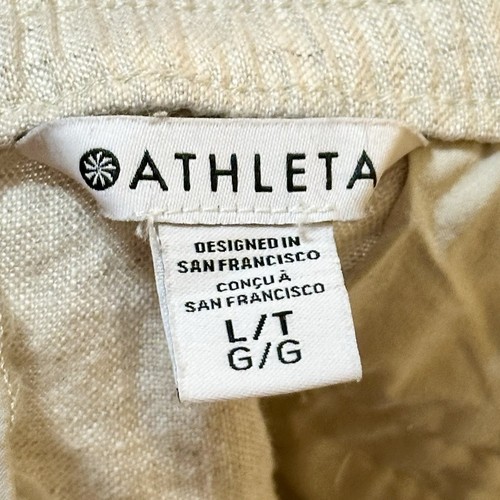 ATHLETA
DESIGNED IN
SAN FRANCISCO
CONÇU À
SAN FRANCISCO
L/T
G/G